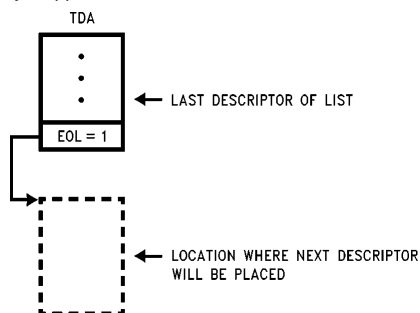 TDA
LAST DESCRIPTOR OF LIST
EOL = 1
LOCATION WHERE NEXT DESCRIPTOR
WILL BE PLACED